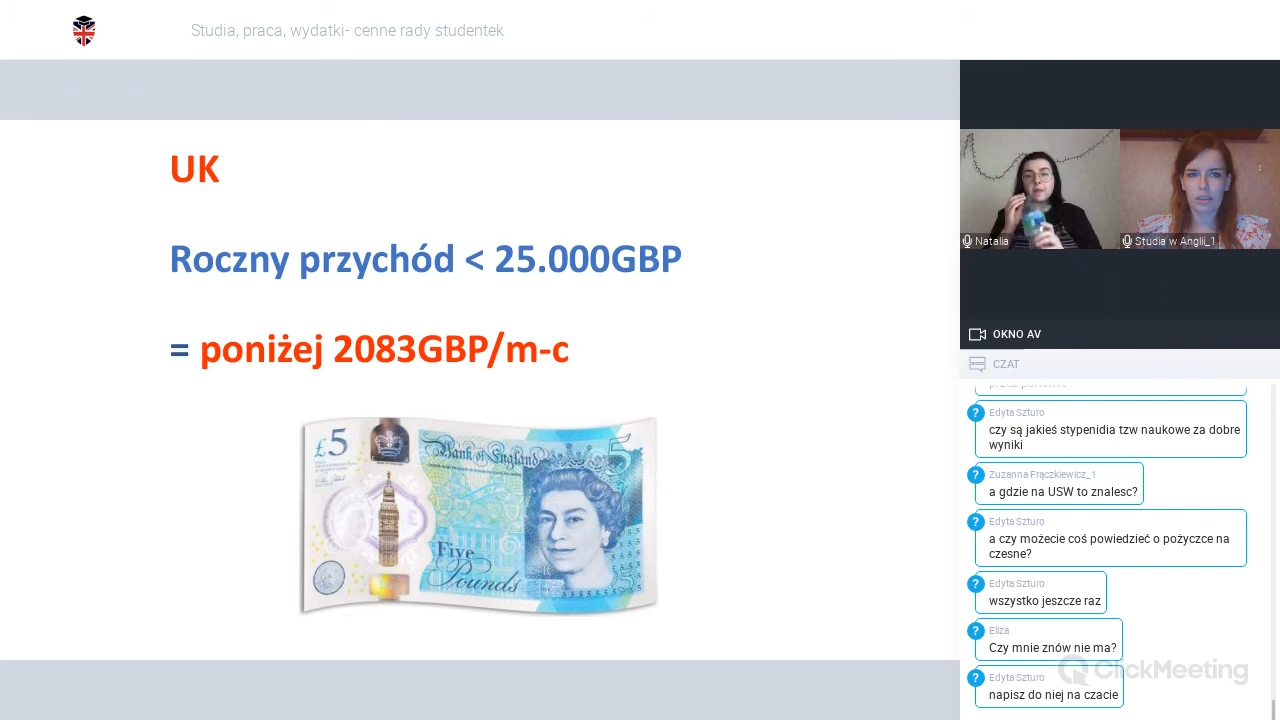 Studia, praca, wydatki- cenne rady studentek
UK
Roczny przychód < 25.000GBP
= poniżej 2083GBP/m-c
£5
Bank of England
5
Five
Pounds
Natalia
Studia w Anglii_1
OKNO AV
CZAT
Edyta Szturo
czy są jakieś stypenidia tzw naukowe za dobre
wyniki
Zuzanna Frączkiewicz_1
a gdzie na USW to znalesc?
Edyta Szturo
a czy możecie coś powiedzieć o pożyczce na
czesne?
Edyta Szturo
wszystko jeszcze raz
Eliza
Czy mnie znów nie ma?
ClickMeeting
Edyta Szturo
napisz do niej na czacie